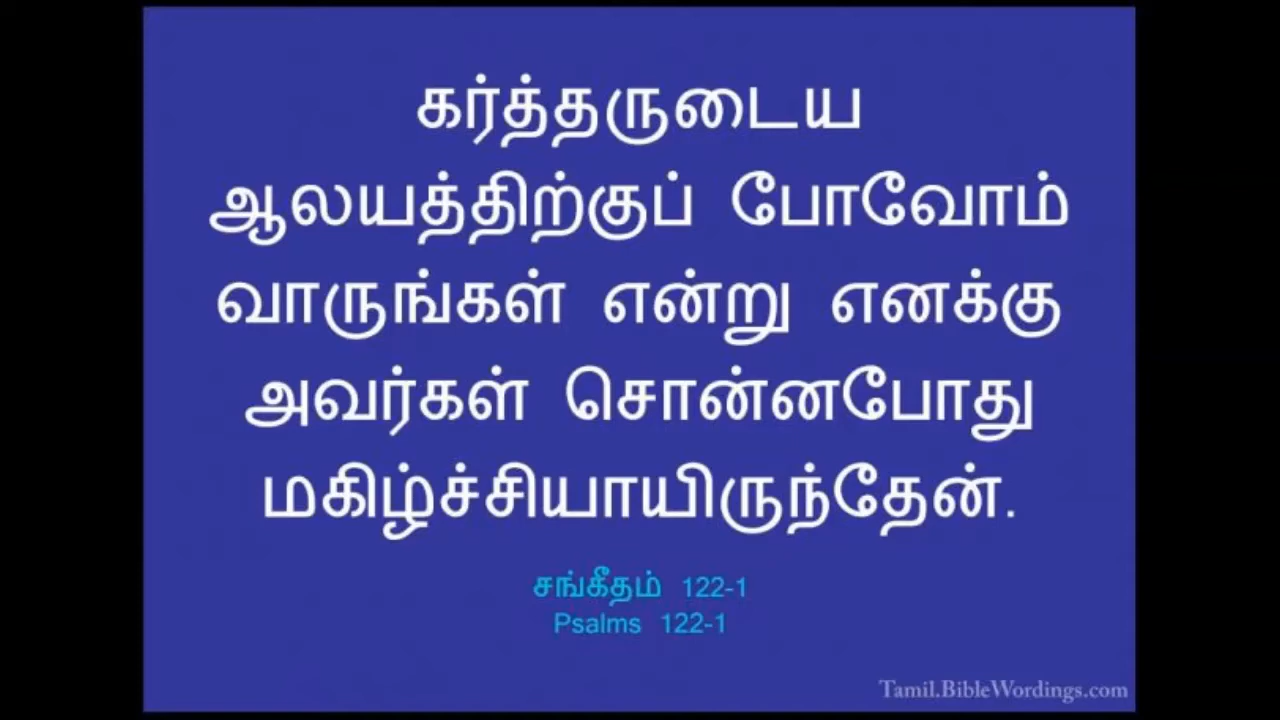 கர்த்தருடைய
ஆலயத்திற்குப் போவோம்
வாருங்கள் என்று எனக்கு
அவர்கள் சொன்னபோது
மகிழ்ச்சியாயிருந்தேன்.
சங்கீதம் 122-1
Psalms 122-1
Tamil.BibleWordings.com